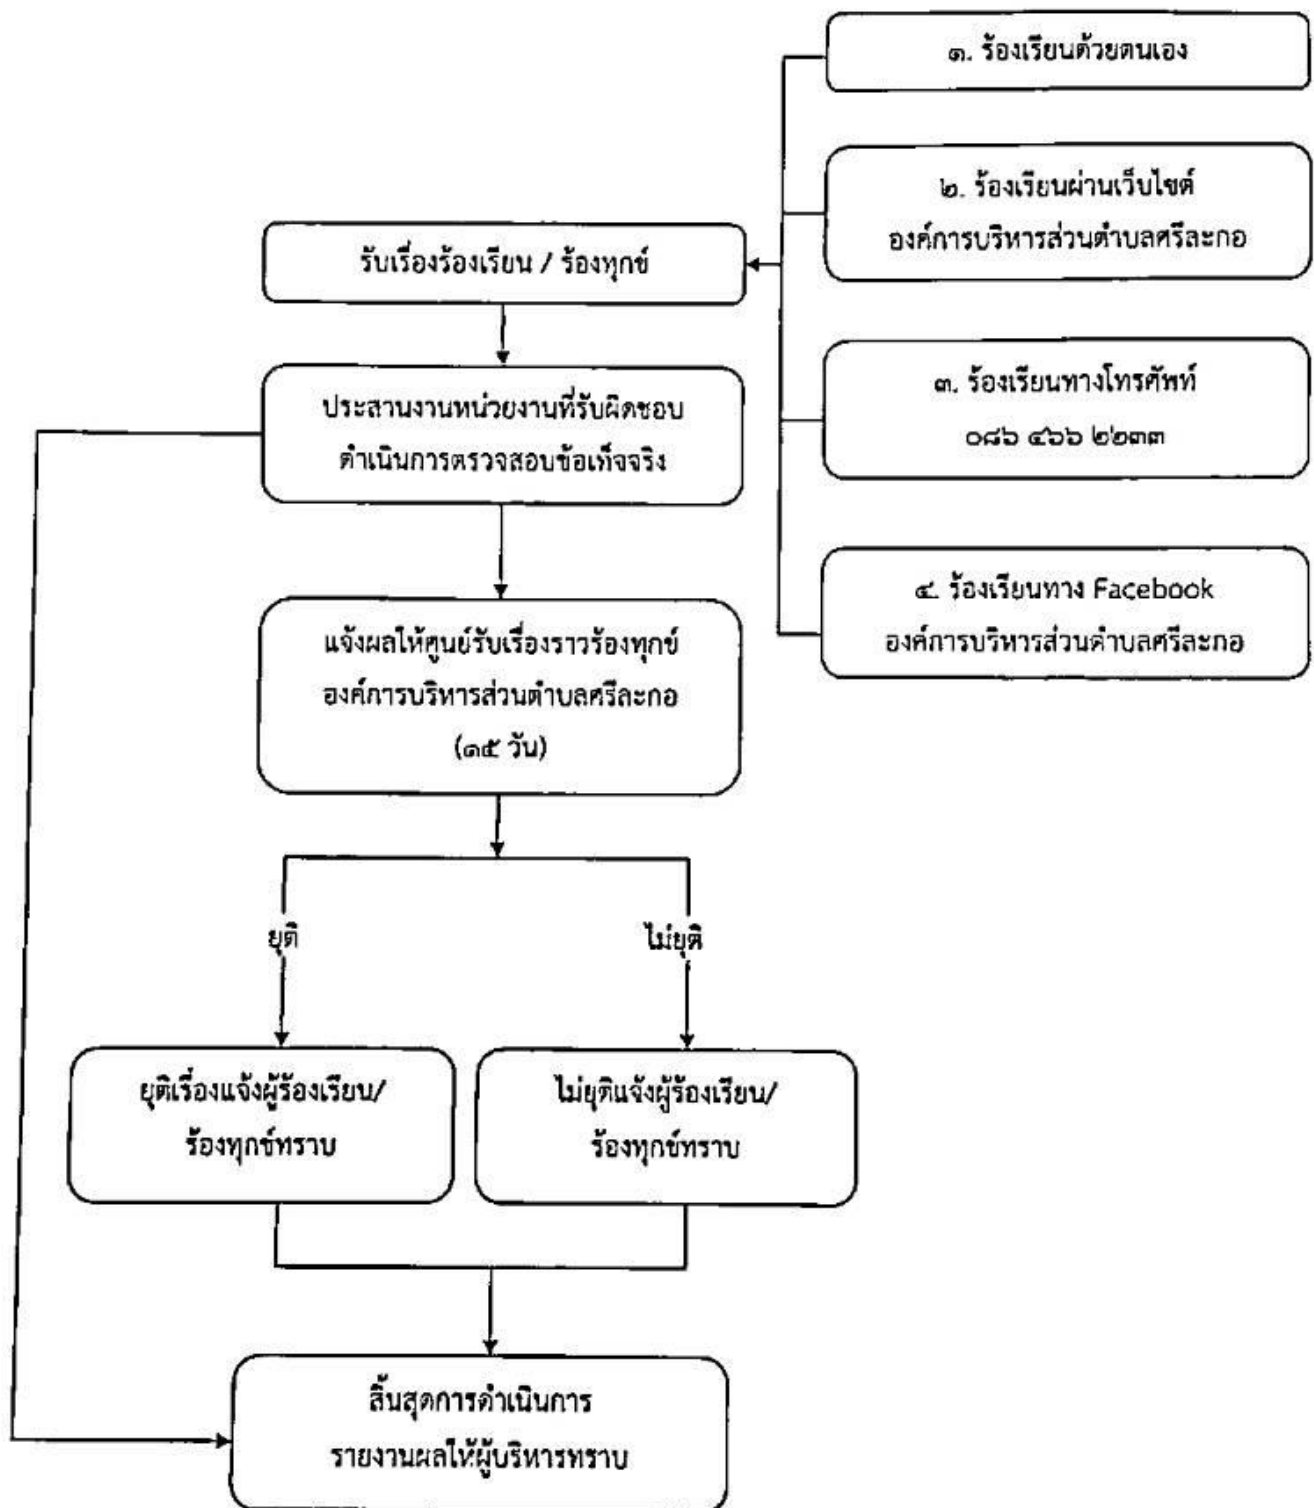 ๑. ร้องเรียนด้วยตนเอง
๒. ร้องเรียนผ่านเว็บไซต์
องค์การบริหารส่วนตำบลศรีละกอ
รับเรื่องร้องเรียน / ร้องทุกข์
๓. ร้องเรียนทางโทรศัพท์
๐๘๖ ๔๖๖ ๒๒๓๓
ประสานงานหน่วยงานที่รับผิดชอบ
ดำเนินการตรวจสอบข้อเท็จจริง
๔. ร้องเรียนทาง Facebook
องค์การบริหารส่วนตำบลศรีละกอ
แจ้งผลให้ศูนย์รับเรื่องราวร้องทุกข์
องค์การบริหารส่วนตำบลศรีละกอ
(๑๕ วัน)
ยุติ
ไม่ยุติ
ยุติเรื่องแจ้งผู้ร้องเรียน/
ร้องทุกข์ทราบ
ไม่ยุติแจ้งผู้ร้องเรียน/
ร้องทุกข์ทราบ
สิ้นสุดการดำเนินการ
รายงานผลให้ผู้บริหารทราบ